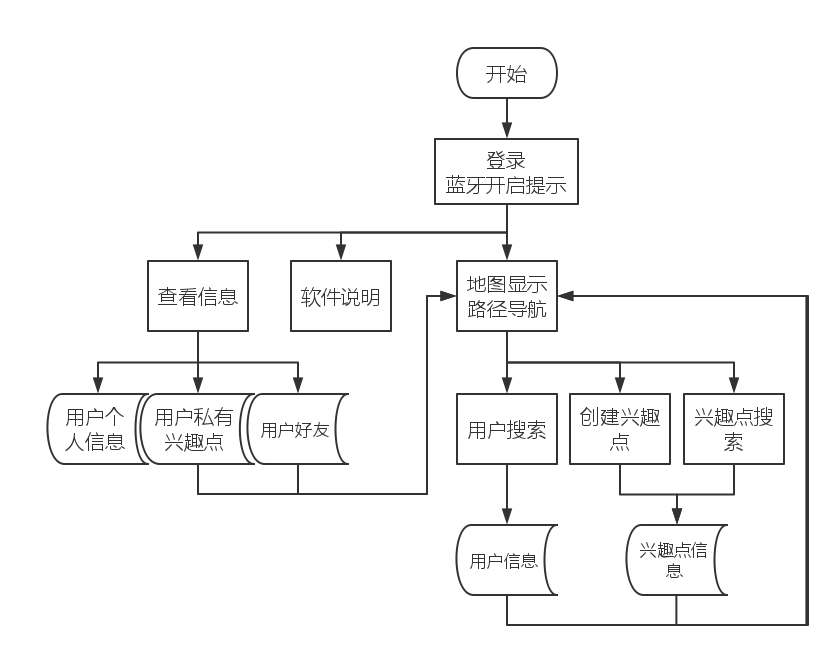 开始
登录
蓝牙开启提示
查看信息
软件说明
地图显示
路径导航
用户个
人信息
用户私有
兴趣点
用户好友
用户搜索
创建兴趣
点
兴趣点搜
索
用户信息
兴趣点信
息